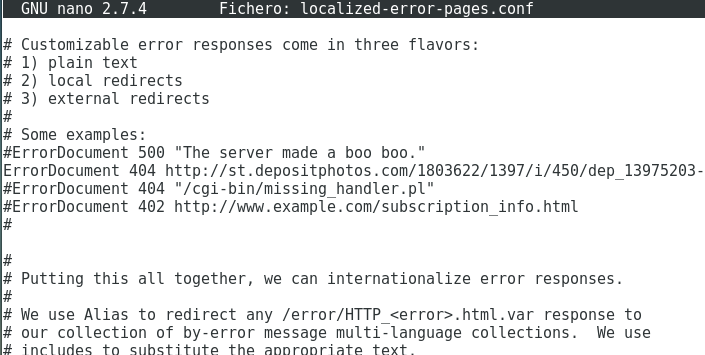 GNU nano 2.7.4 Fichero: localized-error-pages.conf
# Customizable error responses come in three flavors:
# 1) plain text
# 2) local redirects
# 3) external redirects
#
# Some examples:
#ErrorDocument 500 "The server made a boo boo."
ErrorDocument 404 http://st.depositphotos.com/1803622/1397/i/450/dep_13975203-
#ErrorDocument 404 "/cgi-bin/missing_handler.pl"
#ErrorDocument 402 http://www.example.com/subscription_info.html
#
#
# Putting this all together, we can internationalize error responses.
#
# We use Alias to redirect any /error/HTTP_<error>.html.var response to
# our collection of by-error message multi-language collections.  We use
# includes to substitute the appropriate text.